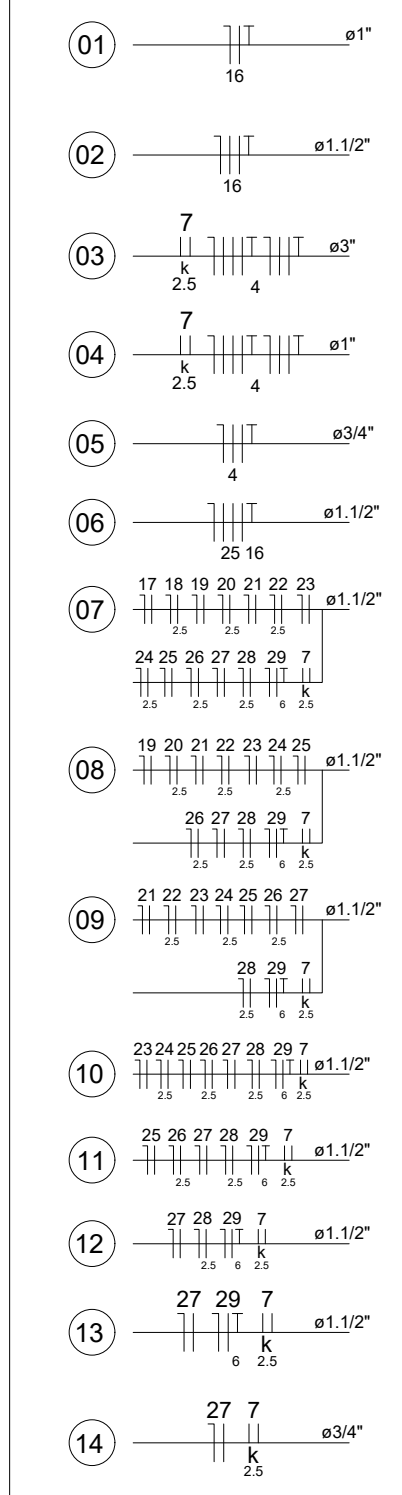 01 ø1"
16
02 ø1.1/2"
16
7
03 ø3"
k
2.5 4
7
04 ø1"
k
2.5 4
05 ø3/4"
4
06 ø1.1/2"
25 16
17 18 19 20 21 22 23
07 ø1.1/2"
2.5 2.5 2.5
24 25 26 27 28 29 7
k
2.5 2.5 2.5 6 2.5
19 20 21 22 23 24 25
08 ø1.1/2"
2.5 2.5 2.5
26 27 28 29 7
k
2.5 2.5 6 2.5
21 22 23 24 25 26 27
09 ø1.1/2"
2.5 2.5 2.5
28 29 7
k
2.5 6 2.5
23 24 25 26 27 28 29 7
10 ø1.1/2"
k
2.5 2.5 2.5 6 2.5
25 26 27 28 29 7
11 ø1.1/2"
k
2.5 2.5 6 2.5
27 28 29 7
12 ø1.1/2"
k
2.5 6 2.5
27 29 7
13 ø1.1/2"
k
6 2.5
27 7
14 ø3/4"
k
2.5